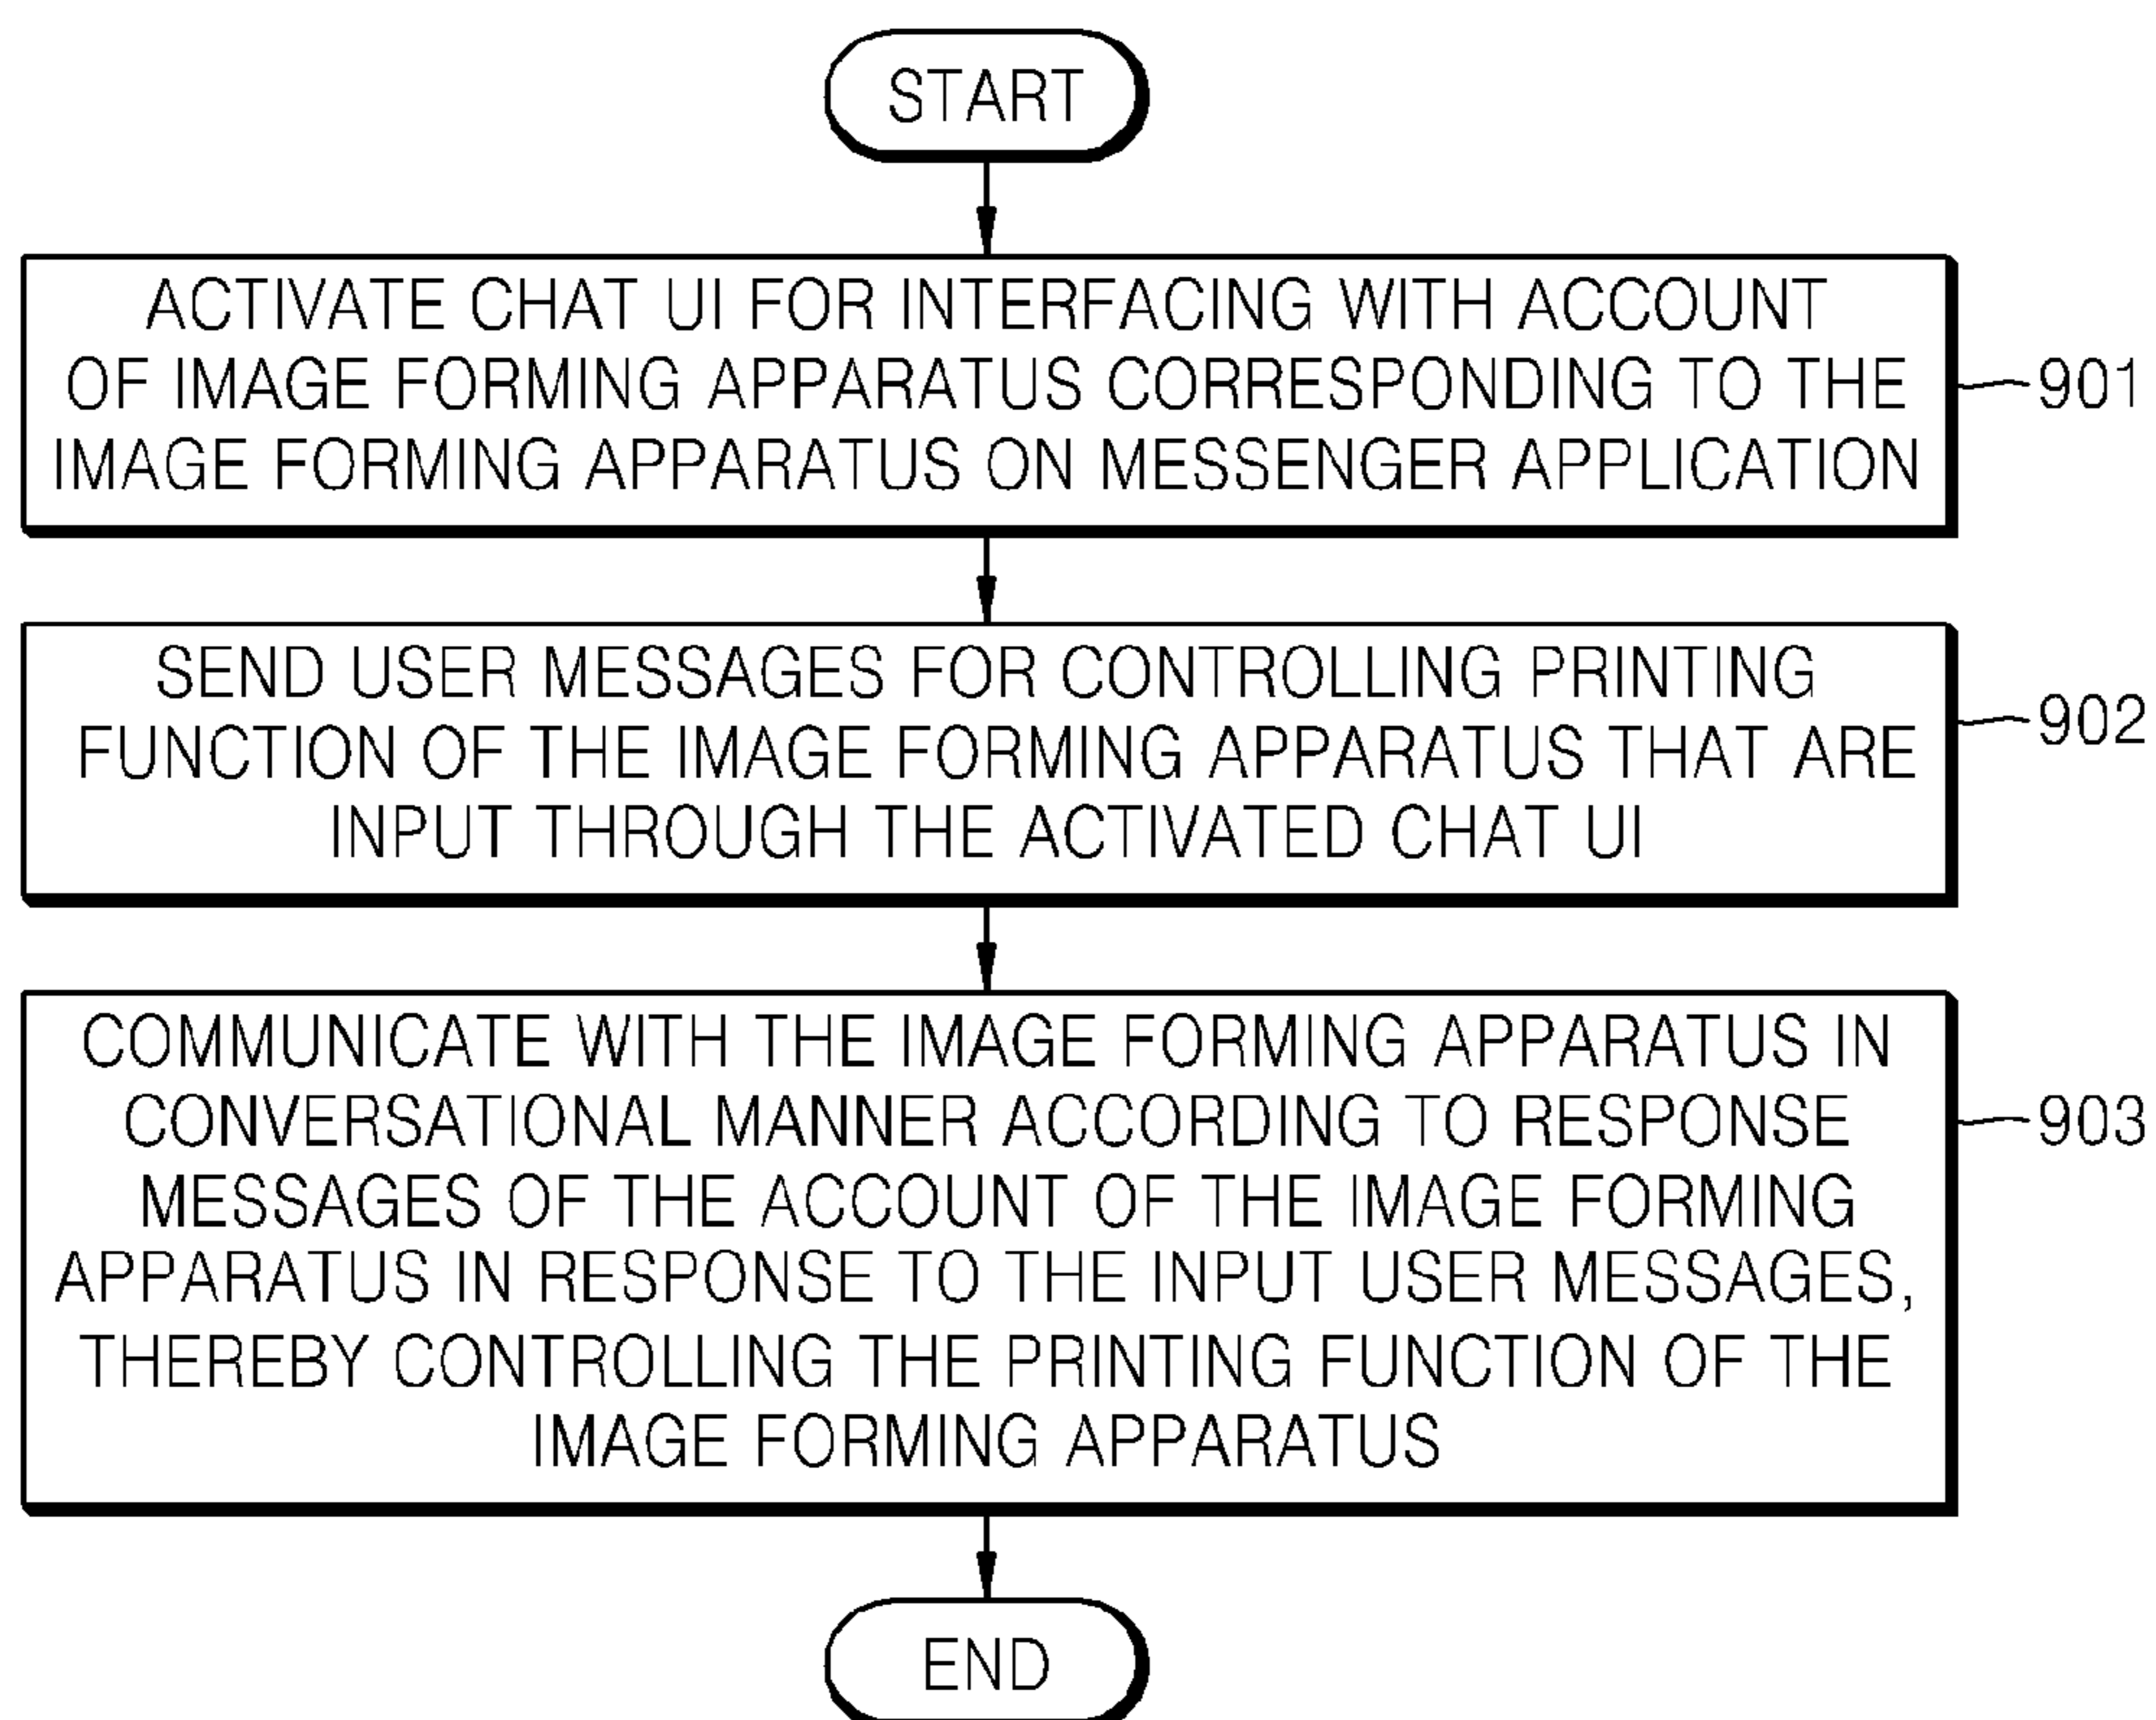 START
ACTIVATE CHAT UI FOR INTERFACING WITH ACCOUNT
OF IMAGE FORMING APPARATUS CORRESPONDING TO THE
IMAGE FORMING APPARATUS ON MESSENGER APPLICATION
901
SEND USER MESSAGES FOR CONTROLLING PRINTING
FUNCTION OF THE IMAGE FORMING APPARATUS THAT ARE
INPUT THROUGH THE ACTIVATED CHAT UI
902
COMMUNICATE WITH THE IMAGE FORMING APPARATUS IN
CONVERSATIONAL MANNER ACCORDING TO RESPONSE
MESSAGES OF THE ACCOUNT OF THE IMAGE FORMING
APPARATUS IN RESPONSE TO THE INPUT USER MESSAGES,
THEREBY CONTROLLING THE PRINTING FUNCTION OF THE
IMAGE FORMING APPARATUS
903
END